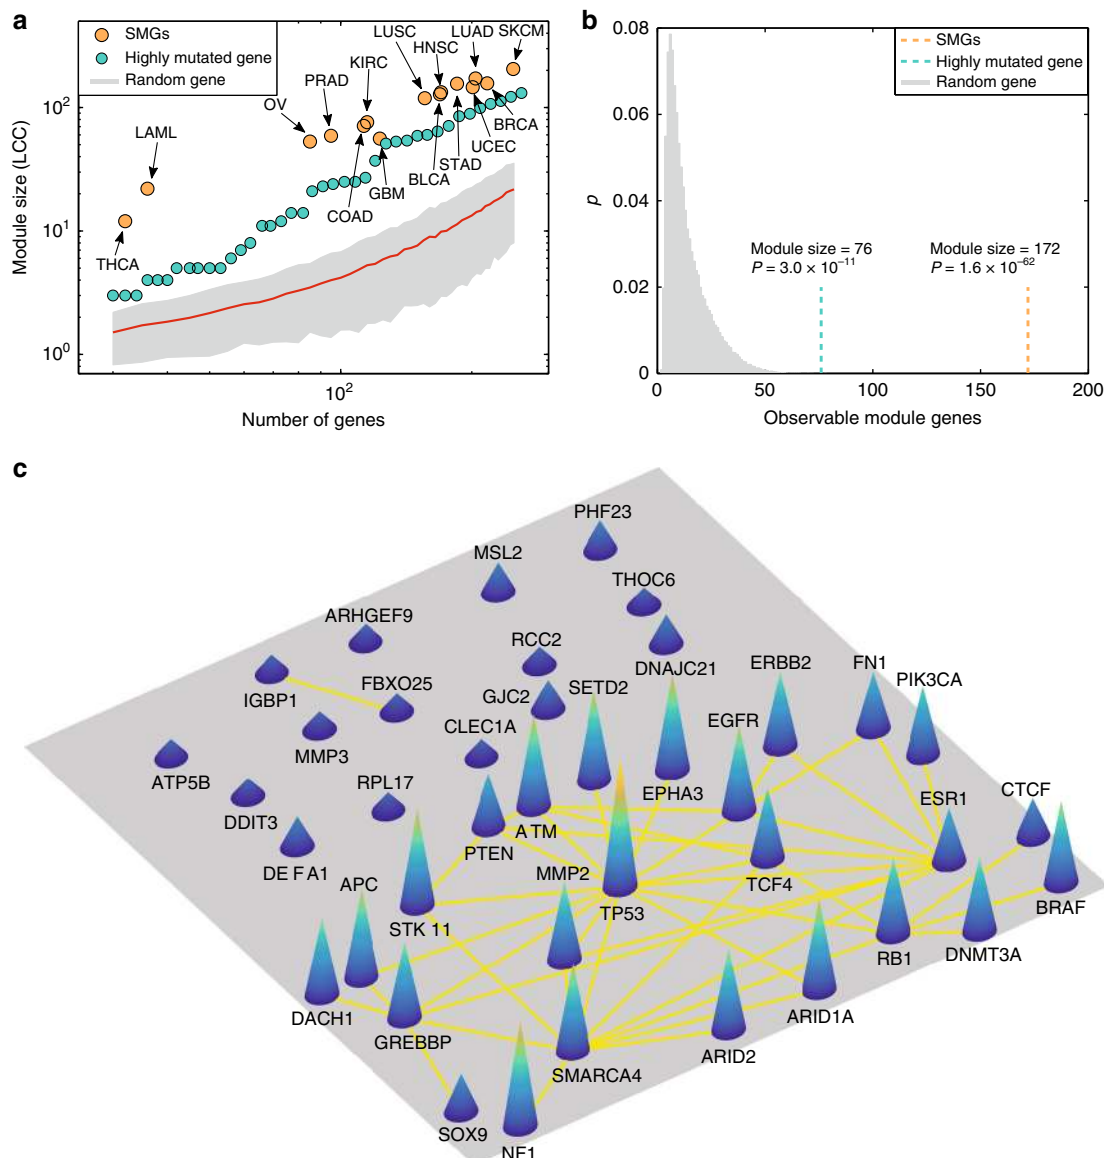 a
SMGs
Highly mutated gene
Random gene
Module size (LCC)
10²
10¹
10⁰
10²
Number of genes
THCA
LAML
OV
PRAD
KIRC
COAD
GBM
LUSC
HNSC
BLCA
STAD
LUAD
UCEC
BRCA
SKCM
b
SMGs
Highly mutated gene
Random gene
p
0.08
0.06
0.04
0.02
0
Module size = 76
P = 3.0 × 10⁻¹¹
Module size = 172
P = 1.6 × 10⁻⁶²
0
50
100
150
200
Observable module genes
c
PHF23
MSL2
THOC6
ARHGEF9
RCC2
DNAJC21
ERBB2
FN1
PIK3CA
IGBP1
FBXO25
GJC2
SETD2
EGFR
MMP3
CLEC1A
ATP5B
RPL17
EPHA3
ESR1
CTCF
DDIT3
ATM
PTEN
DE FA1
MMP2
TCF4
APC
TP53
BRAF
STK 11
RB1
DNMT3A
DACH1
GREBBP
ARID1A
ARID2
SMARCA4
SOX9
NF1